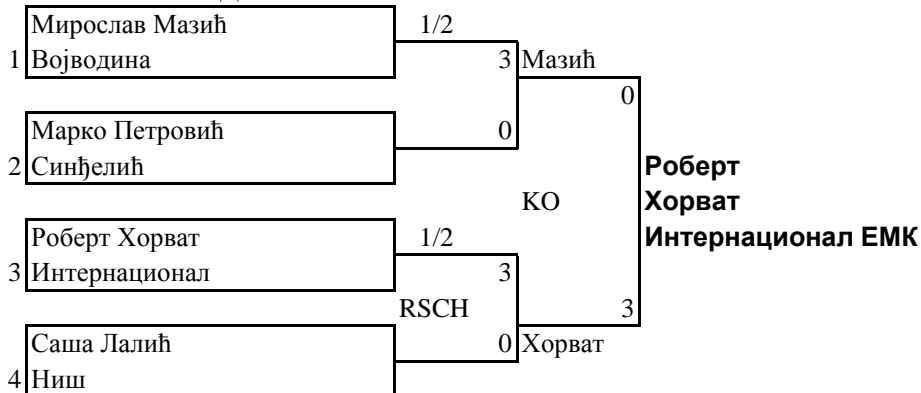 Мирослав Мазић 1/2
1 Војводина 3 Мазић
0
Марко Петровић 0
2 Синђелић Роберт
KO Хорват
Роберт Хорват 1/2 Интернационал ЕМК
3 Интернационал 3
RSCH 3
Саша Лалић 0 Хорват
4 Ниш